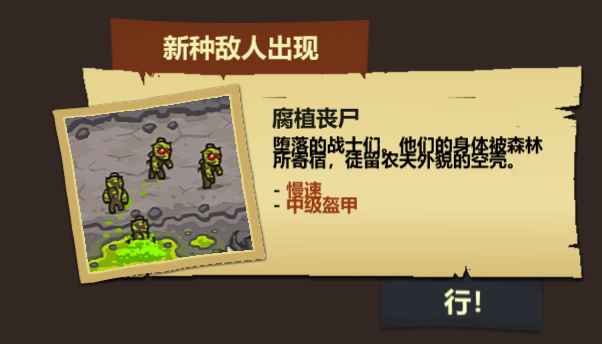 新种敌人出现
腐植丧尸
堕落的战士们。他们的身体被森林
所寄宿，徒留农夫外貌的空壳。
- 慢速
- 中级盔甲
行!